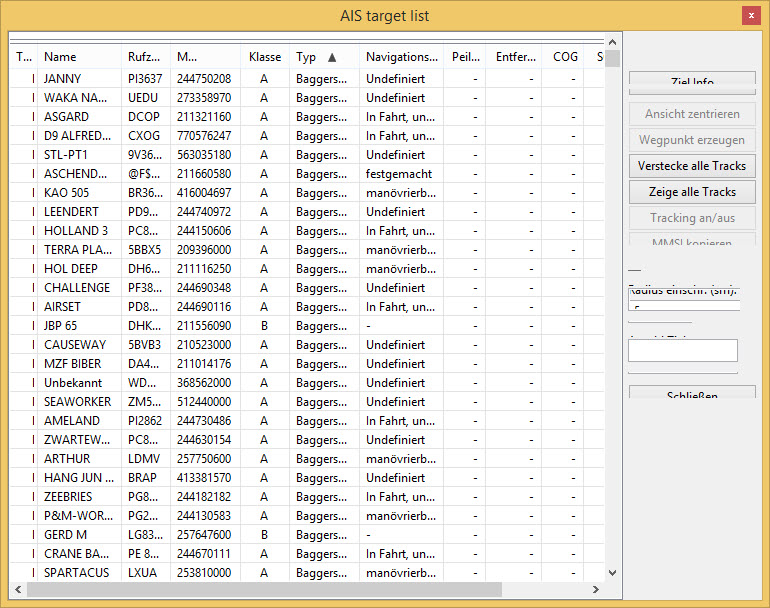 AIS target list
x
T... Name Rufz... M... Klasse Typ ▲ Navigations... Peil... Entfer... COG S
I JANNY PI3637 244750208 A Baggers... Undefiniert - - -
I WAKA NA... UEDU 273358970 A Baggers... Undefiniert - - -
I ASGARD DCOP 211321160 A Baggers... In Fahrt, un... - - -
I D9 ALFRED... CXOG 770576247 A Baggers... In Fahrt, un... - - -
I STL-PT1 9V36... 563035180 A Baggers... Undefiniert - - -
I ASCHEND... @F$... 211660580 A Baggers... festgemacht - - -
I KAO 505 BR36... 416004697 A Baggers... manövrierb... - - -
I LEENDERT PD9... 244740972 A Baggers... Undefiniert - - -
I HOLLAND 3 PC8... 244150606 A Baggers... In Fahrt, un... - - -
I TERRA PLA... 5BBX5 209396000 A Baggers... manövrierb... - - -
I HOL DEEP DH6... 211116250 A Baggers... manövrierb... - - -
I CHALLENGE PF38... 244690348 A Baggers... Undefiniert - - -
I AIRSET PD8... 244690116 A Baggers... In Fahrt, un... - - -
I JBP 65 DHK... 211556090 B Baggers... - - - -
I CAUSEWAY 5BVB3 210523000 A Baggers... Undefiniert - - -
I MZF BIBER DA4... 211014176 A Baggers... Undefiniert - - -
I Unbekannt WD... 368562000 A Baggers... Undefiniert - - -
I SEAWORKER ZM5... 512440000 A Baggers... Undefiniert - - -
I AMELAND PI2862 244730486 A Baggers... In Fahrt, un... - - -
I ZWARTEW... PC8... 244630154 A Baggers... Undefiniert - - -
I ARTHUR LDMV 257750600 A Baggers... manövrierb... - - -
I HANG JUN ... BRAP 413381570 A Baggers... Undefiniert - - -
I ZEEBRIES PG8... 244182182 A Baggers... In Fahrt, un... - - -
I P&M-WOR... PG2... 244130583 A Baggers... manövrierb... - - -
I GERD M LG83... 257647600 B Baggers... - - - -
I CRANE BA... PE 8... 244670111 A Baggers... In Fahrt, un... - - -
I SPARTACUS LXUA 253810000 A Baggers... manövrierb... - - -
Ziel Info
Ansicht zentrieren
Wegpunkt erzeugen
Verstecke alle Tracks
Zeige alle Tracks
Tracking an/aus
MMSI kopieren
Radius einschr. (sm):
Schließen